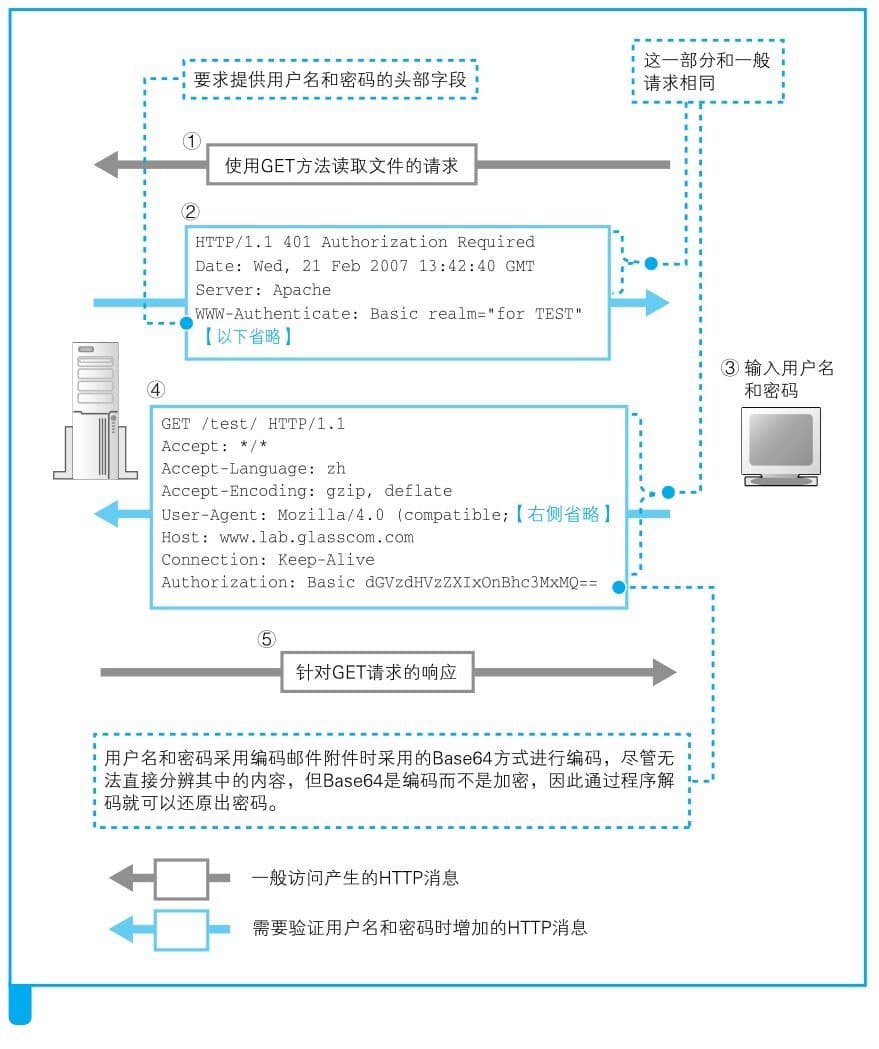 要求提供用户名和密码的头部字段
这一部分和一般
请求相同
①
使用GET方法读取文件的请求
②
HTTP/1.1 401 Authorization Required
Date: Wed, 21 Feb 2007 13:42:40 GMT
Server: Apache
WWW-Authenticate: Basic realm="for TEST"
【以下省略】
③ 输入用户名
和密码
④
GET /test/ HTTP/1.1
Accept: */*
Accept-Language: zh
Accept-Encoding: gzip, deflate
User-Agent: Mozilla/4.0 (compatible;【右侧省略】
Host: www.lab.glasscom.com
Connection: Keep-Alive
Authorization: Basic dGVzdHVzZXIxOnBhc3MxMQ==
⑤
针对GET请求的响应
用户名和密码采用编码邮件附件时采用的Base64方式进行编码，尽管无
法直接分辨其中的内容，但Base64是编码而不是加密，因此通过程序解
码就可以还原出密码。
一般访问产生的HTTP消息
需要验证用户名和密码时增加的HTTP消息